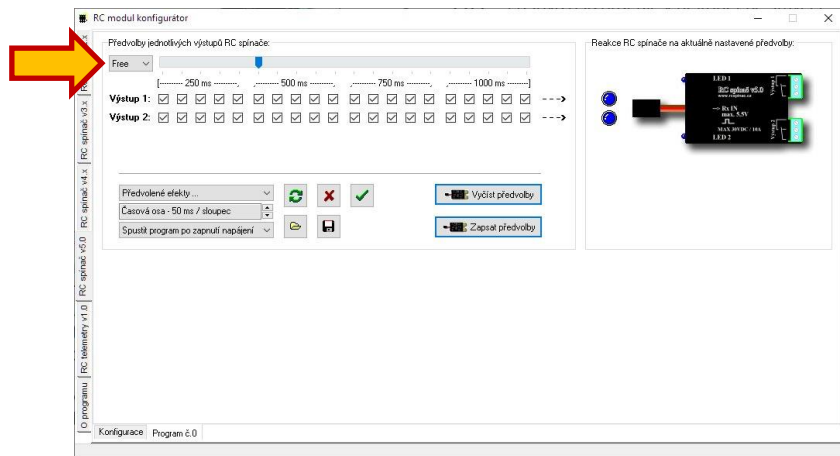 RC modul konfigurátor
Předvolby jednotlivých výstupů RC spínače:
Free
[--------- 250 ms ---------, ,--------- 500 ms ---------, ,--------- 750 ms ---------, ,--------- 1000 ms --------]
Výstup 1: --->
Výstup 2: --->
Předvolené efekty ...
Časová osa - 50 ms / sloupec
Spustit program po zapnutí napájení
Vyčíst předvolby
Zapsat předvolby
Reakce RC spínače na aktuálně nastavené předvolby:
LED 1
RC spínač v5.0
--> Rx IN
max. 5.5V
MAX 30VDC / 10A
LED 2
Výstup 1
Výstup 2
RC spínač v3.x
RC spínač v4.x
RC spínač v5.0
RC telemetry v1.0
O programu
Konfigurace
Program č.0